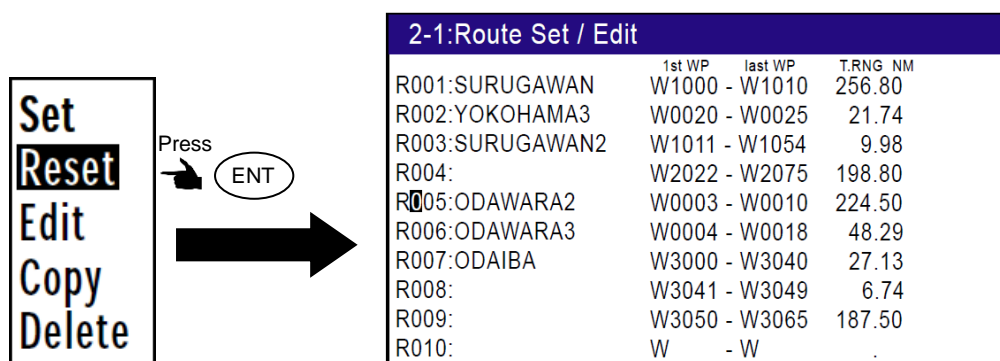 Set
Reset
Edit
Copy
Delete
Press
ENT
2-1:Route Set / Edit
1st WP last WP T.RNG NM
R001:SURUGAWAN W1000 - W1010 256.80
R002:YOKOHAMA3 W0020 - W0025 21.74
R003:SURUGAWAN2 W1011 - W1054 9.98
R004: W2022 - W2075 198.80
R005:ODAWARA2 W0003 - W0010 224.50
R006:ODAWARA3 W0004 - W0018 48.29
R007:ODAIBA W3000 - W3040 27.13
R008: W3041 - W3049 6.74
R009: W3050 - W3065 187.50
R010: W - W .